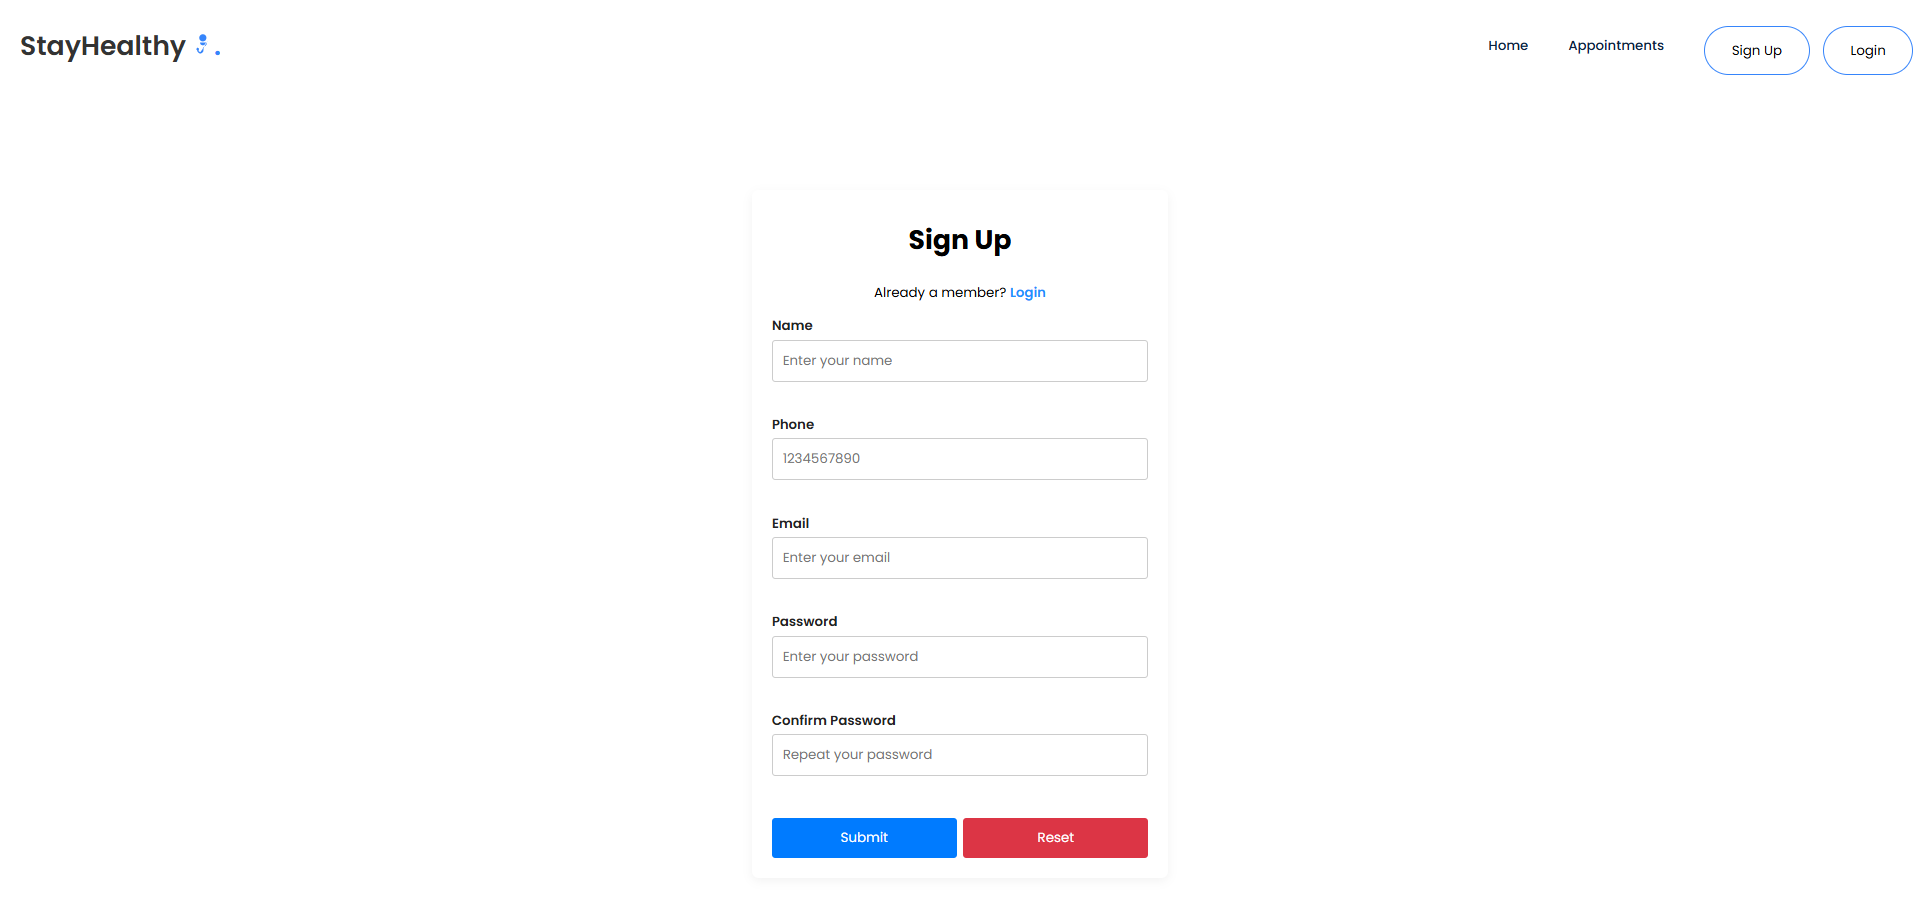 StayHealthy .
Home
Appointments
Sign Up
Login
Sign Up
Already a member? Login
Name
Enter your name
Phone
1234567890
Email
Enter your email
Password
Enter your password
Confirm Password
Repeat your password
Submit
Reset